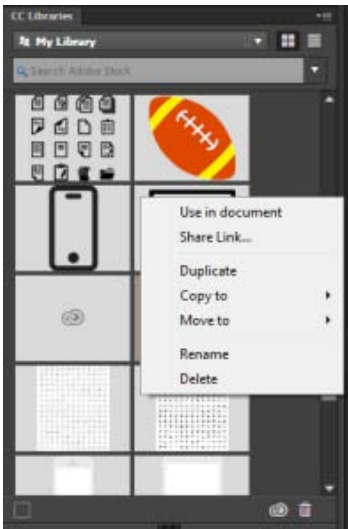 CC Libraries
My Library
Search Adobe Stock
Use in document
Share Link...
Duplicate
Copy to
Move to
Rename
Delete